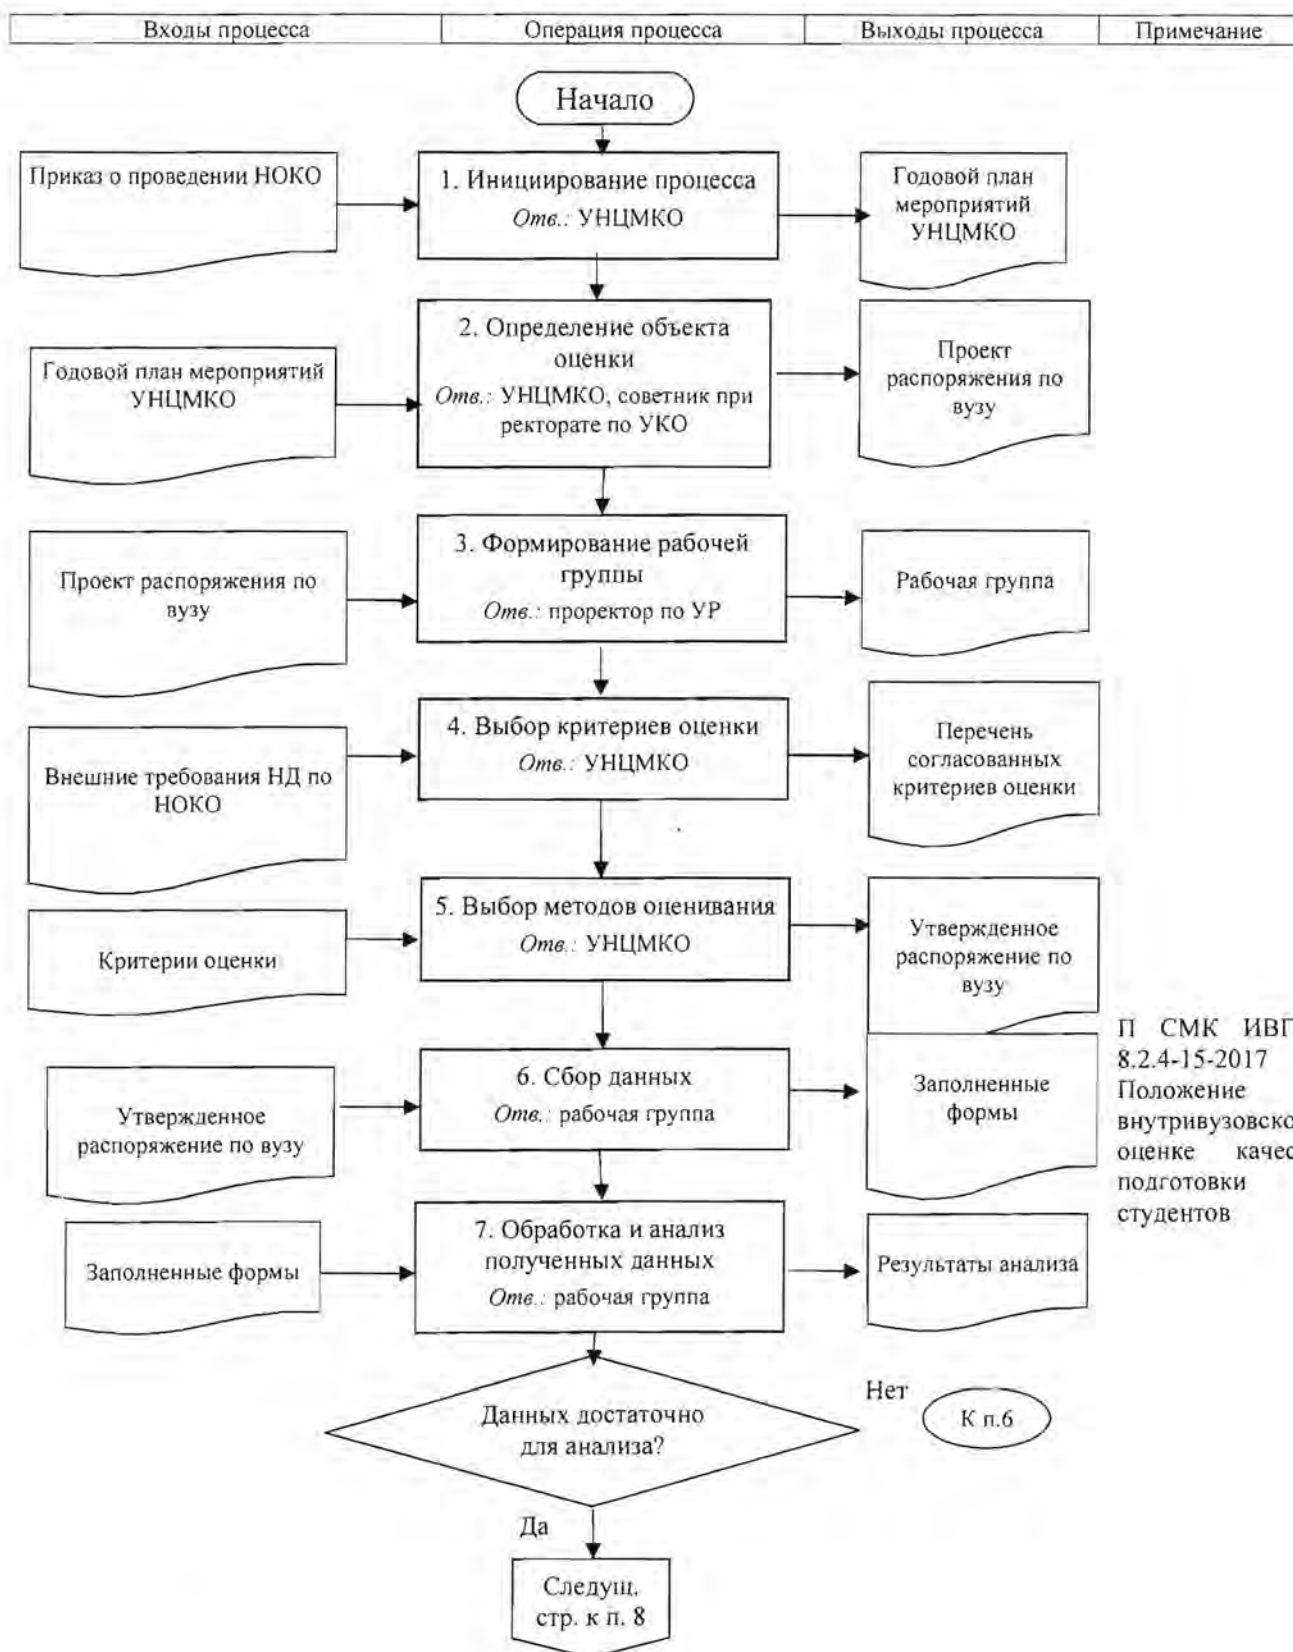 Входы процесса
Операция процесса
Выходы процесса
Примечание
Начало
Приказ о проведении НОКО
1. Инициирование процесса
Отв.: УНЦМКО
Годовой план
мероприятий
УНЦМКО
Годовой план мероприятий
УНЦМКО
2. Определение объекта
оценки
Отв.: УНЦМКО, советник при
ректорате по УКО
Проект
распоряжения по
вузу
Проект распоряжения по
вузу
3. Формирование рабочей
группы
Отв.: проректор по УР
Рабочая группа
Внешние требования НД по
НОКО
4. Выбор критериев оценки
Отв.: УНЦМКО
Перечень
согласованных
критериев оценки
Критерии оценки
5. Выбор методов оценивания
Отв.: УНЦМКО
Утвержденное
распоряжение по
вузу
Утвержденное
распоряжение по вузу
6. Сбор данных
Отв.: рабочая группа
Заполненные
формы
П СМК ИВГ
8.2.4-15-2017
Положение
внутривузовско
оценке качес
подготовки
студентов
Заполненные формы
7. Обработка и анализ
полученных данных
Отв.: рабочая группа
Результаты анализа
Данных достаточно
для анализа?
Нет
К п.6
Да
Следущ.
стр. к п. 8